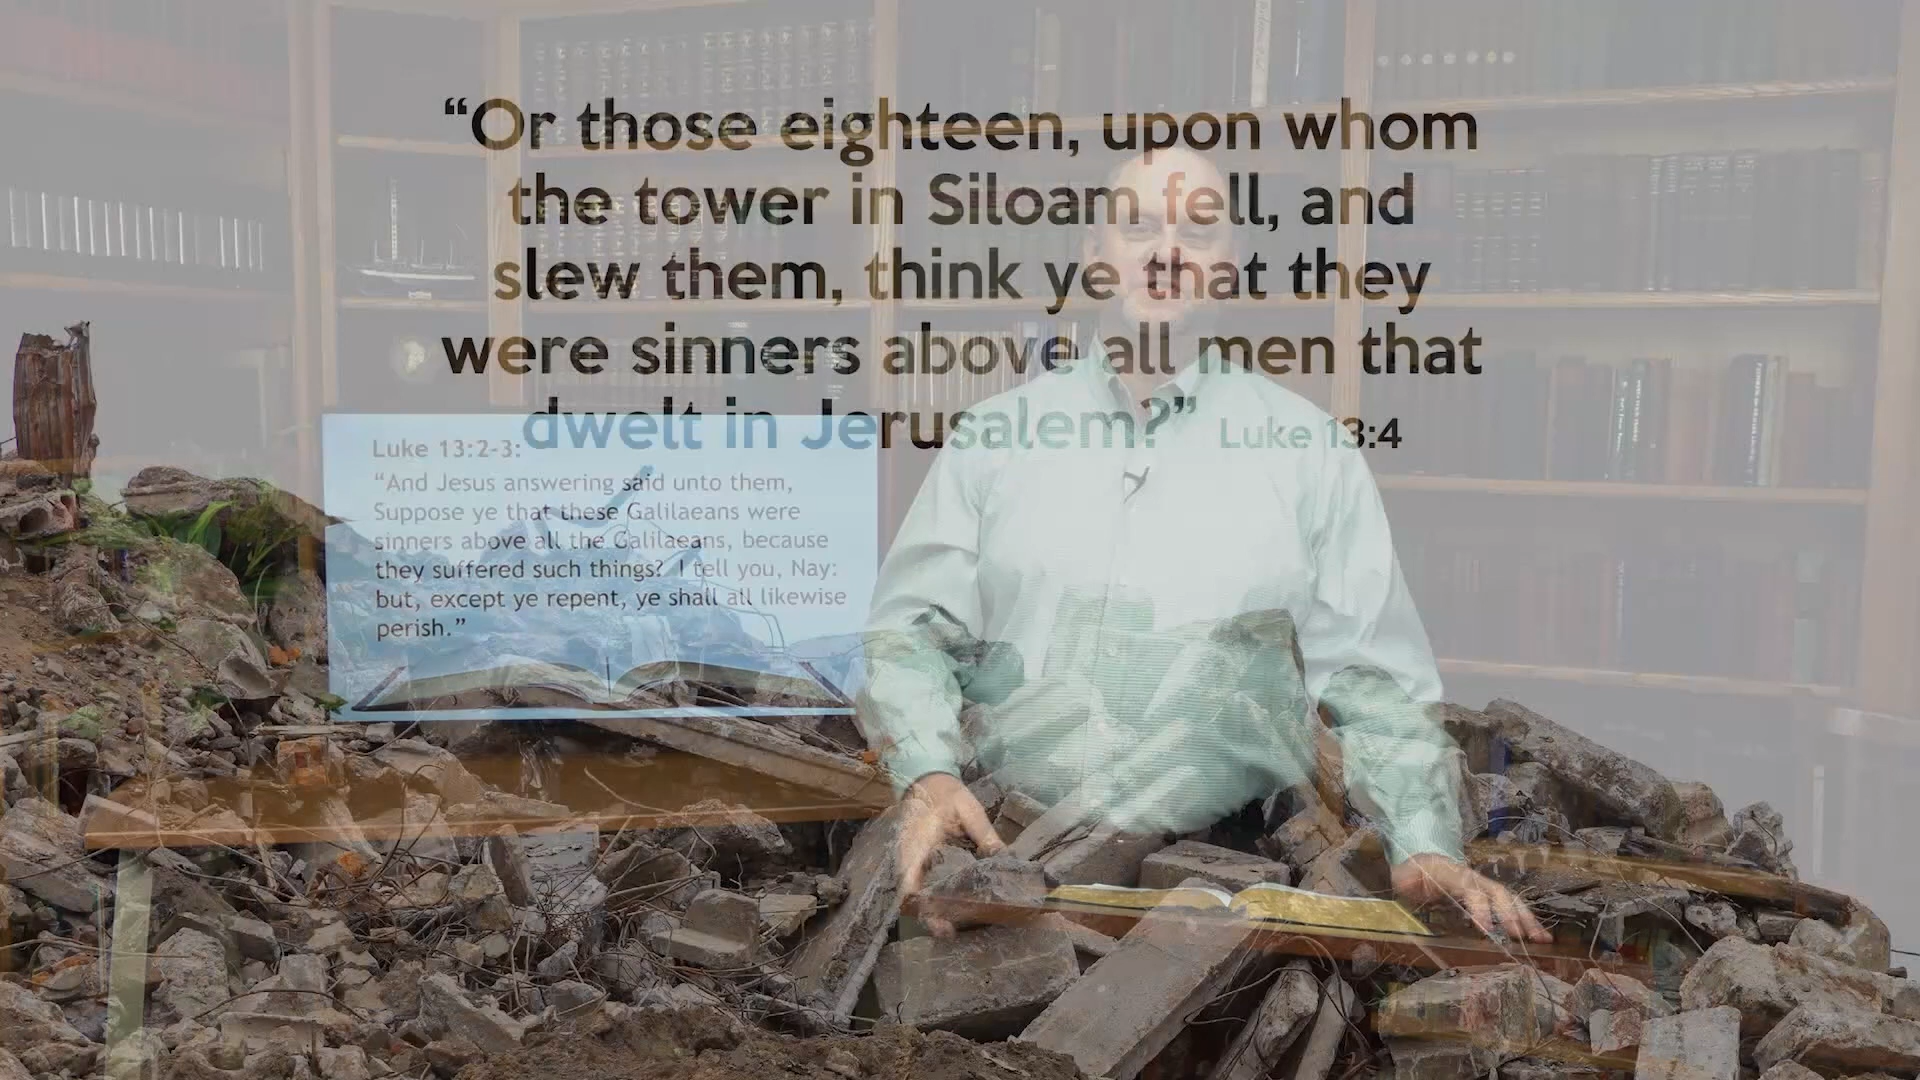 “Or those eighteen, upon whom
the tower in Siloam fell, and
slew them, think ye that they
were sinners above all men that
dwelt in Jerusalem?” Luke 13:4
Luke 13:2-3:
“And Jesus answering said unto them,
Suppose ye that these Galilaeans were
sinners above all the Galilaeans, because
they suffered such things? I tell you, Nay:
but, except ye repent, ye shall all likewise
perish.”